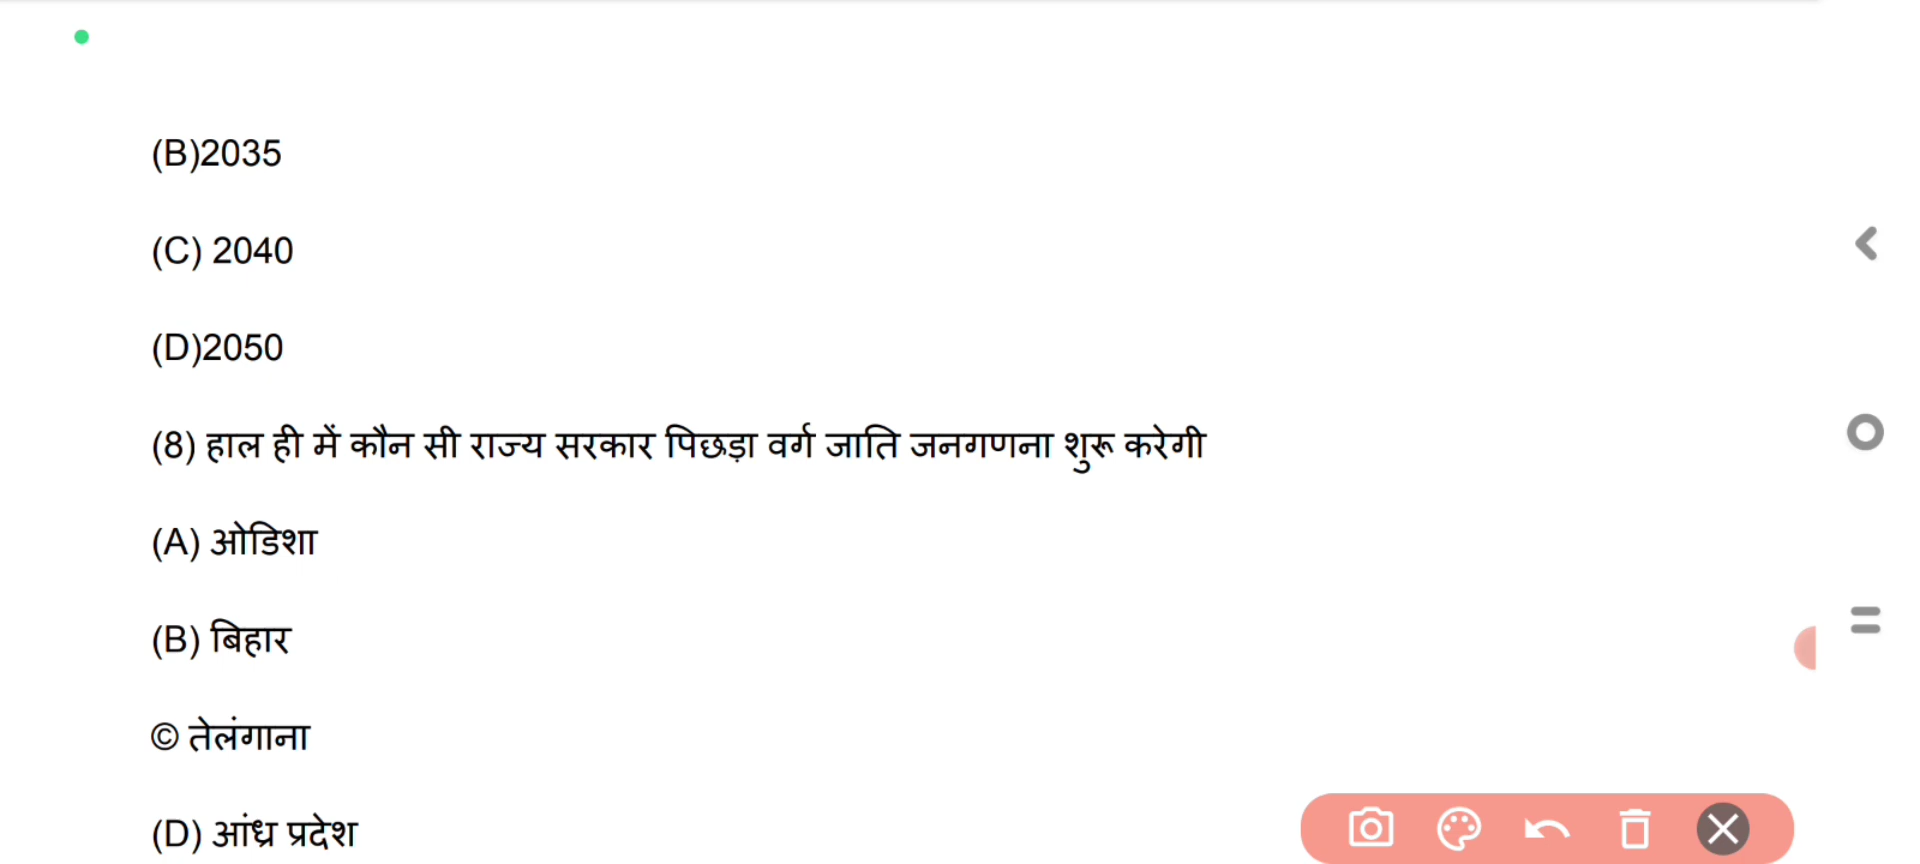 (B)2035
(C) 2040
(D)2050
(8) हाल ही में कौन सी राज्य सरकार पिछड़ा वर्ग जाति जनगणना शुरू करेगी
(A) ओडिशा
(B) बिहार
© तेलंगाना
(D) आंध्र प्रदेश